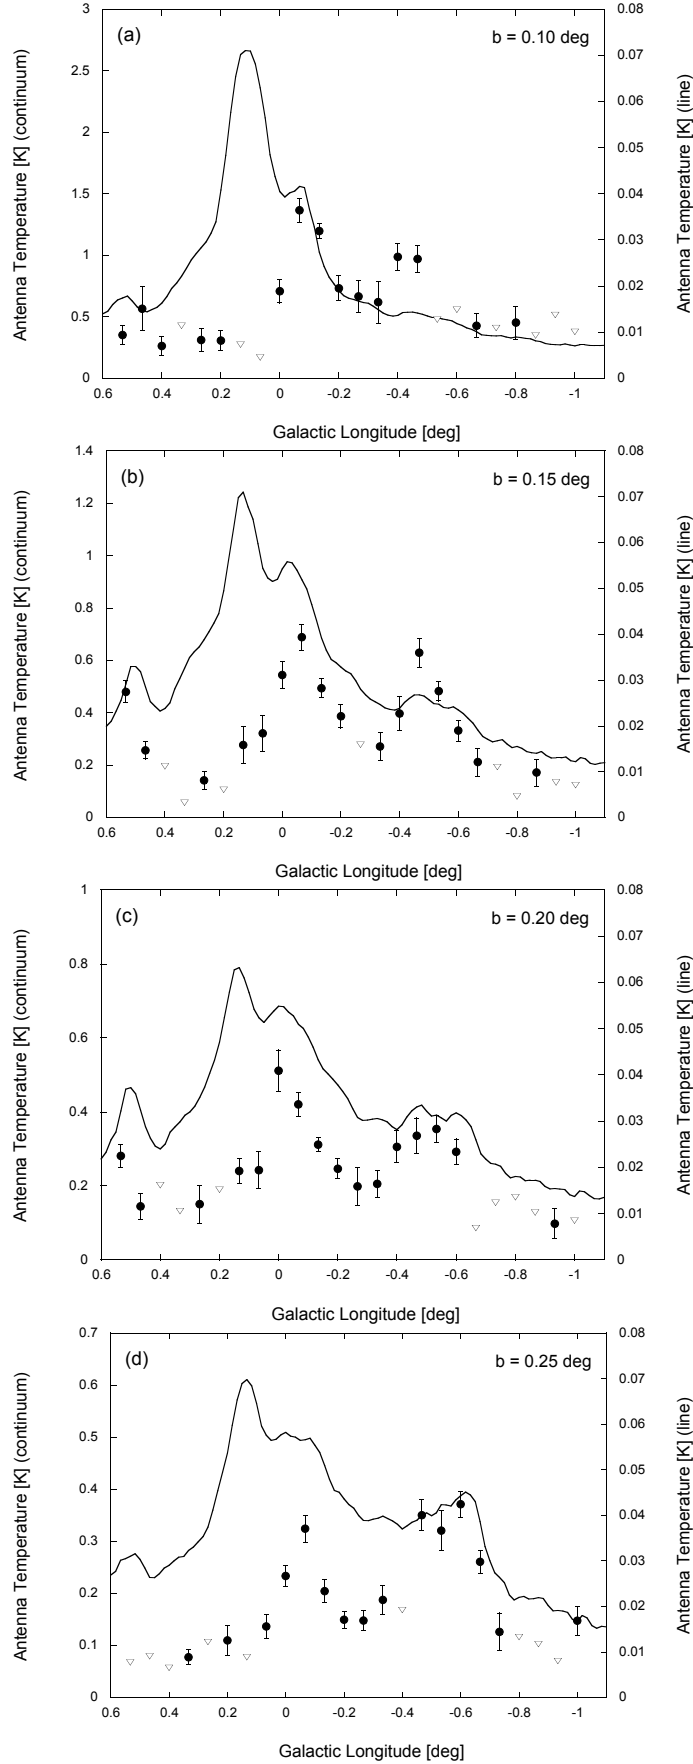 (a)
b = 0.10 deg
Antenna Temperature [K] (continuum)
3
2.5
2
1.5
1
0.5
0
Antenna Temperature [K] (line)
0.08
0.07
0.06
0.05
0.04
0.03
0.02
0.01
0
0.6 0.4 0.2 0 -0.2 -0.4 -0.6 -0.8 -1
Galactic Longitude [deg]
(b)
b = 0.15 deg
Antenna Temperature [K] (continuum)
1.4
1.2
1
0.8
0.6
0.4
0.2
0
Antenna Temperature [K] (line)
0.08
0.07
0.06
0.05
0.04
0.03
0.02
0.01
0
0.6 0.4 0.2 0 -0.2 -0.4 -0.6 -0.8 -1
Galactic Longitude [deg]
(c)
b = 0.20 deg
Antenna Temperature [K] (continuum)
1
0.8
0.6
0.4
0.2
0
Antenna Temperature [K] (line)
0.08
0.07
0.06
0.05
0.04
0.03
0.02
0.01
0
0.6 0.4 0.2 0 -0.2 -0.4 -0.6 -0.8 -1
Galactic Longitude [deg]
(d)
b = 0.25 deg
Antenna Temperature [K] (continuum)
0.7
0.6
0.5
0.4
0.3
0.2
0.1
0
Antenna Temperature [K] (line)
0.08
0.07
0.06
0.05
0.04
0.03
0.02
0.01
0
0.6 0.4 0.2 0 -0.2 -0.4 -0.6 -0.8 -1
Galactic Longitude [deg]